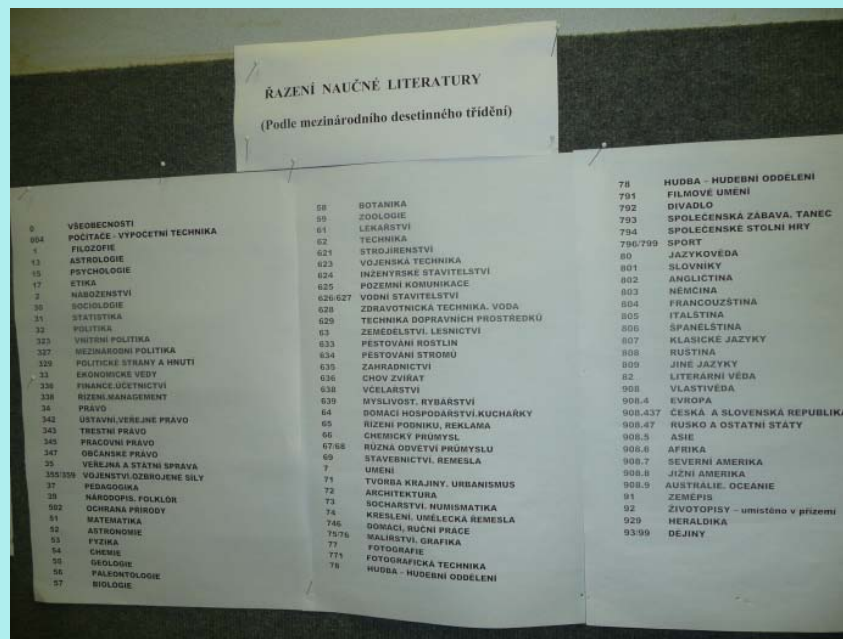 ŘAZENÍ NAUČNÉ LITERATURY
(Podle mezinárodního desetinného třídění)
0 VŠEOBECNOSTI
004 POČÍTAČE - VÝPOČETNÍ TECHNIKA
1 FILOZOFIE
13 ASTROLOGIE
15 PSYCHOLOGIE
17 ETIKA
2 NÁBOŽENSTVÍ
30 SOCIOLOGIE
31 STATISTIKA
32 POLITIKA
323 VNITŘNÍ POLITIKA
327 MEZINÁRODNÍ POLITIKA
329 POLITICKÉ STRANY A HNUTÍ
33 EKONOMICKÉ VĚDY
336 FINANCE.ÚČETNICTVÍ
338 ŘÍZENÍ.MANAGEMENT
34 PRÁVO
342 ÚSTAVNÍ,VEŘEJNÉ PRÁVO
343 TRESTNÍ PRÁVO
345 PRACOVNÍ PRÁVO
347 OBČANSKÉ PRÁVO
35 VEŘEJNÁ A STÁTNÍ SPRÁVA
355/359 VOJENSTVÍ.OZBROJENÉ SÍLY
37 PEDAGOGIKA
39 NÁRODOPIS. FOLKLÓR
502 OCHRANA PŘÍRODY
51 MATEMATIKA
52 ASTRONOMIE
53 FYZIKA
54 CHEMIE
55 GEOLOGIE
56 PALEONTOLOGIE
57 BIOLOGIE
58 BOTANIKA
59 ZOOLOGIE
61 LÉKAŘSTVÍ
62 TECHNIKA
621 STROJÍRENSTVÍ
623 VOJENSKÁ TECHNIKA
624 INŽENÝRSKÉ STAVITELSTVÍ
625 POZEMNÍ KOMUNIKACE
626/627 VODNÍ STAVITELSTVÍ
628 ZDRAVOTNICKÁ TECHNIKA. VODA
629 TECHNIKA DOPRAVNÍCH PROSTŘEDKŮ
63 ZEMĚDĚLSTVÍ. LESNICTVÍ
633 PĚSTOVÁNÍ ROSTLIN
634 PĚSTOVÁNÍ STROMŮ
635 ZAHRADNICTVÍ
636 CHOV ZVÍŘAT
638 VČELAŘSTVÍ
639 MYSLIVOST. RYBÁŘSTVÍ
64 DOMÁCÍ HOSPODÁŘSTVÍ.KUCHAŘKY
65 ŘÍZENÍ PODNIKU, REKLAMA
66 CHEMICKÝ PRŮMYSL
67/68 RŮZNÁ ODVĚTVÍ PRŮMYSLU
69 STAVEBNICTVÍ. ŘEMESLA
7 UMĚNÍ
71 TVORBA KRAJINY. URBANISMUS
72 ARCHITEKTURA
73 SOCHAŘSTVÍ. NUMISMATIKA
74 KRESLENÍ. UMĚLECKÁ ŘEMESLA
746 DOMÁCÍ, RUČNÍ PRÁCE
75/76 MALÍŘSTVÍ. GRAFIKA
77 FOTOGRAFIE
771 FOTOGRAFICKÁ TECHNIKA
78 HUDBA - HUDEBNÍ ODDĚLENÍ
78 HUDBA - HUDEBNÍ ODDĚLENÍ
791 FILMOVÉ UMĚNÍ
792 DIVADLO
793 SPOLEČENSKÁ ZÁBAVA. TANEC
794 SPOLEČENSKÉ STOLNÍ HRY
796/799 SPORT
80 JAZYKOVĚDA
801 SLOVNÍKY
802 ANGLIČTINA
803 NĚMČINA
804 FRANCOUZŠTINA
805 ITALŠTINA
806 ŠPANĚLŠTINA
807 KLASICKÉ JAZYKY
808 RUŠTINA
809 JINÉ JAZYKY
82 LITERÁRNÍ VĚDA
908 VLASTIVĚDA
908.4 EVROPA
908.437 ČESKÁ A SLOVENSKÁ REPUBLIKA
908.47 RUSKO A OSTATNÍ STÁTY
908.5 ASIE
908.6 AFRIKA
908.7 SEVERNÍ AMERIKA
908.8 JIŽNÍ AMERIKA
908.9 AUSTRÁLIE. OCEÁNIE
91 ZEMĚPIS
92 ŽIVOTOPISY – umístěno v přízemí
929 HERALDIKA
93/99 DĚJINY